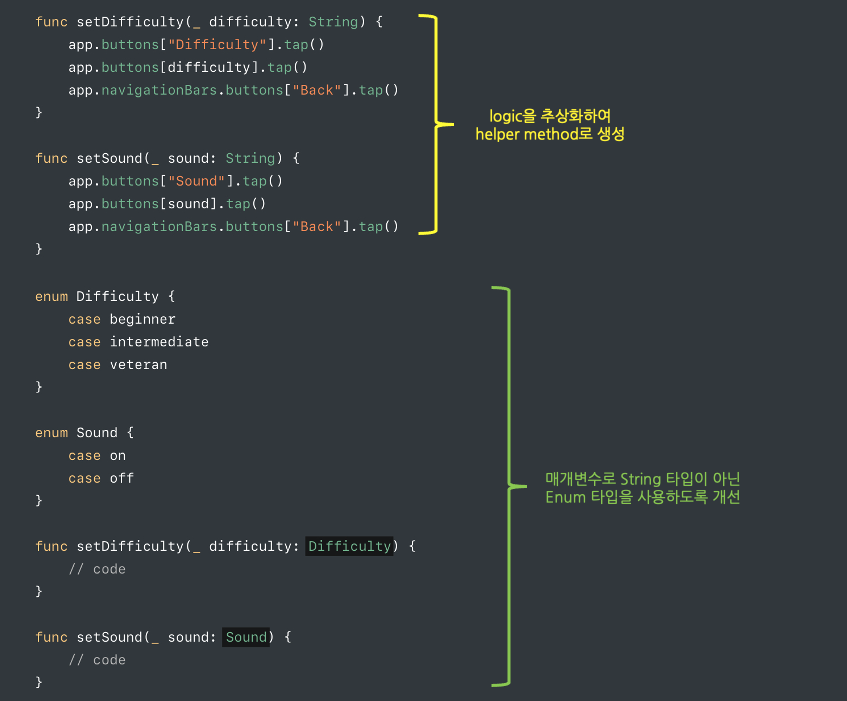 func setDifficulty(_ difficulty: String) {
    app.buttons["Difficulty"].tap()
    app.buttons[difficulty].tap()
    app.navigationBars.buttons["Back"].tap()
}
logic을 추상화하여
helper method로 생성
func setSound(_ sound: String) {
    app.buttons["Sound"].tap()
    app.buttons[sound].tap()
    app.navigationBars.buttons["Back"].tap()
}
enum Difficulty {
    case beginner
    case intermediate
    case veteran
}
enum Sound {
    case on
    case off
}
매개변수로 String 타입이 아닌
Enum 타입을 사용하도록 개선
func setDifficulty(_ difficulty: Difficulty) {
    // code
}
func setSound(_ sound: Sound) {
    // code
}